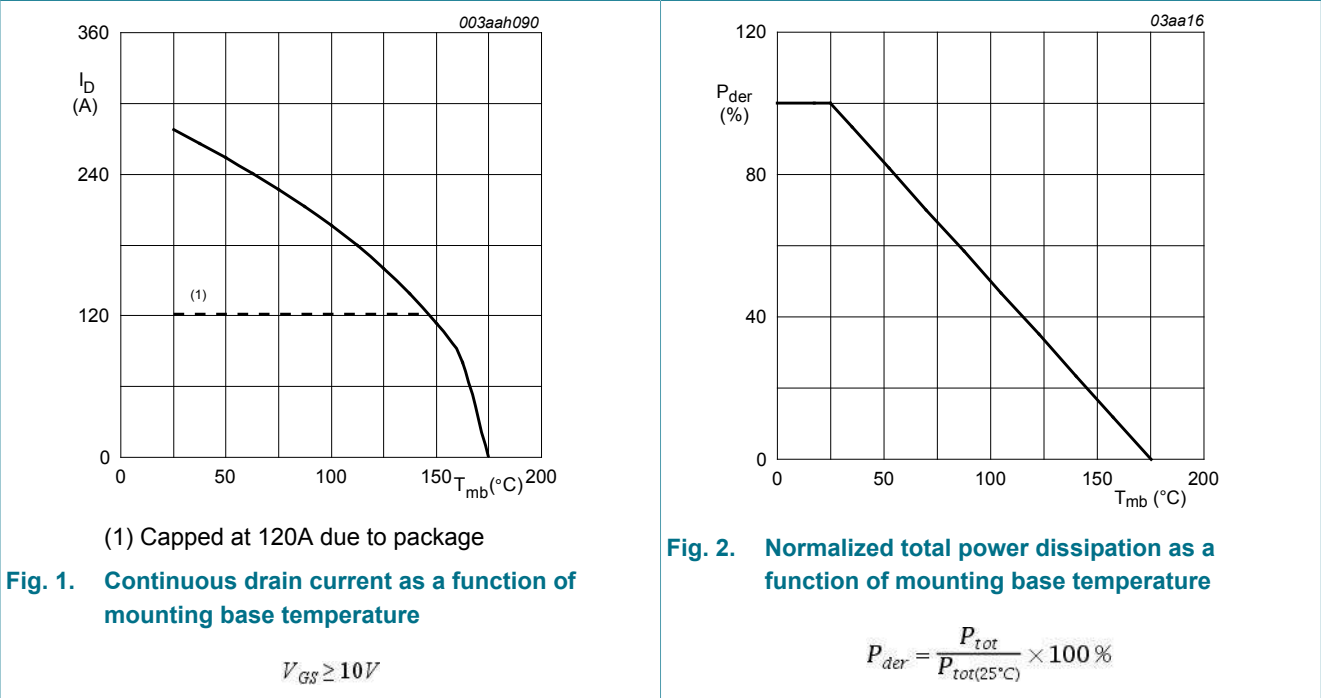 003aah090
360
I_D
(A)
240
(1)
120
0
0 50 100 150 T_mb(°C) 200
(1) Capped at 120A due to package
Fig. 1. Continuous drain current as a function of
mounting base temperature
V_GS ≥ 10V
03aa16
120
P_der
(%)
80
40
0
0 50 100 150 200
T_mb (°C)
Fig. 2. Normalized total power dissipation as a
function of mounting base temperature
P_der = P_tot / P_tot(25°C) × 100 %